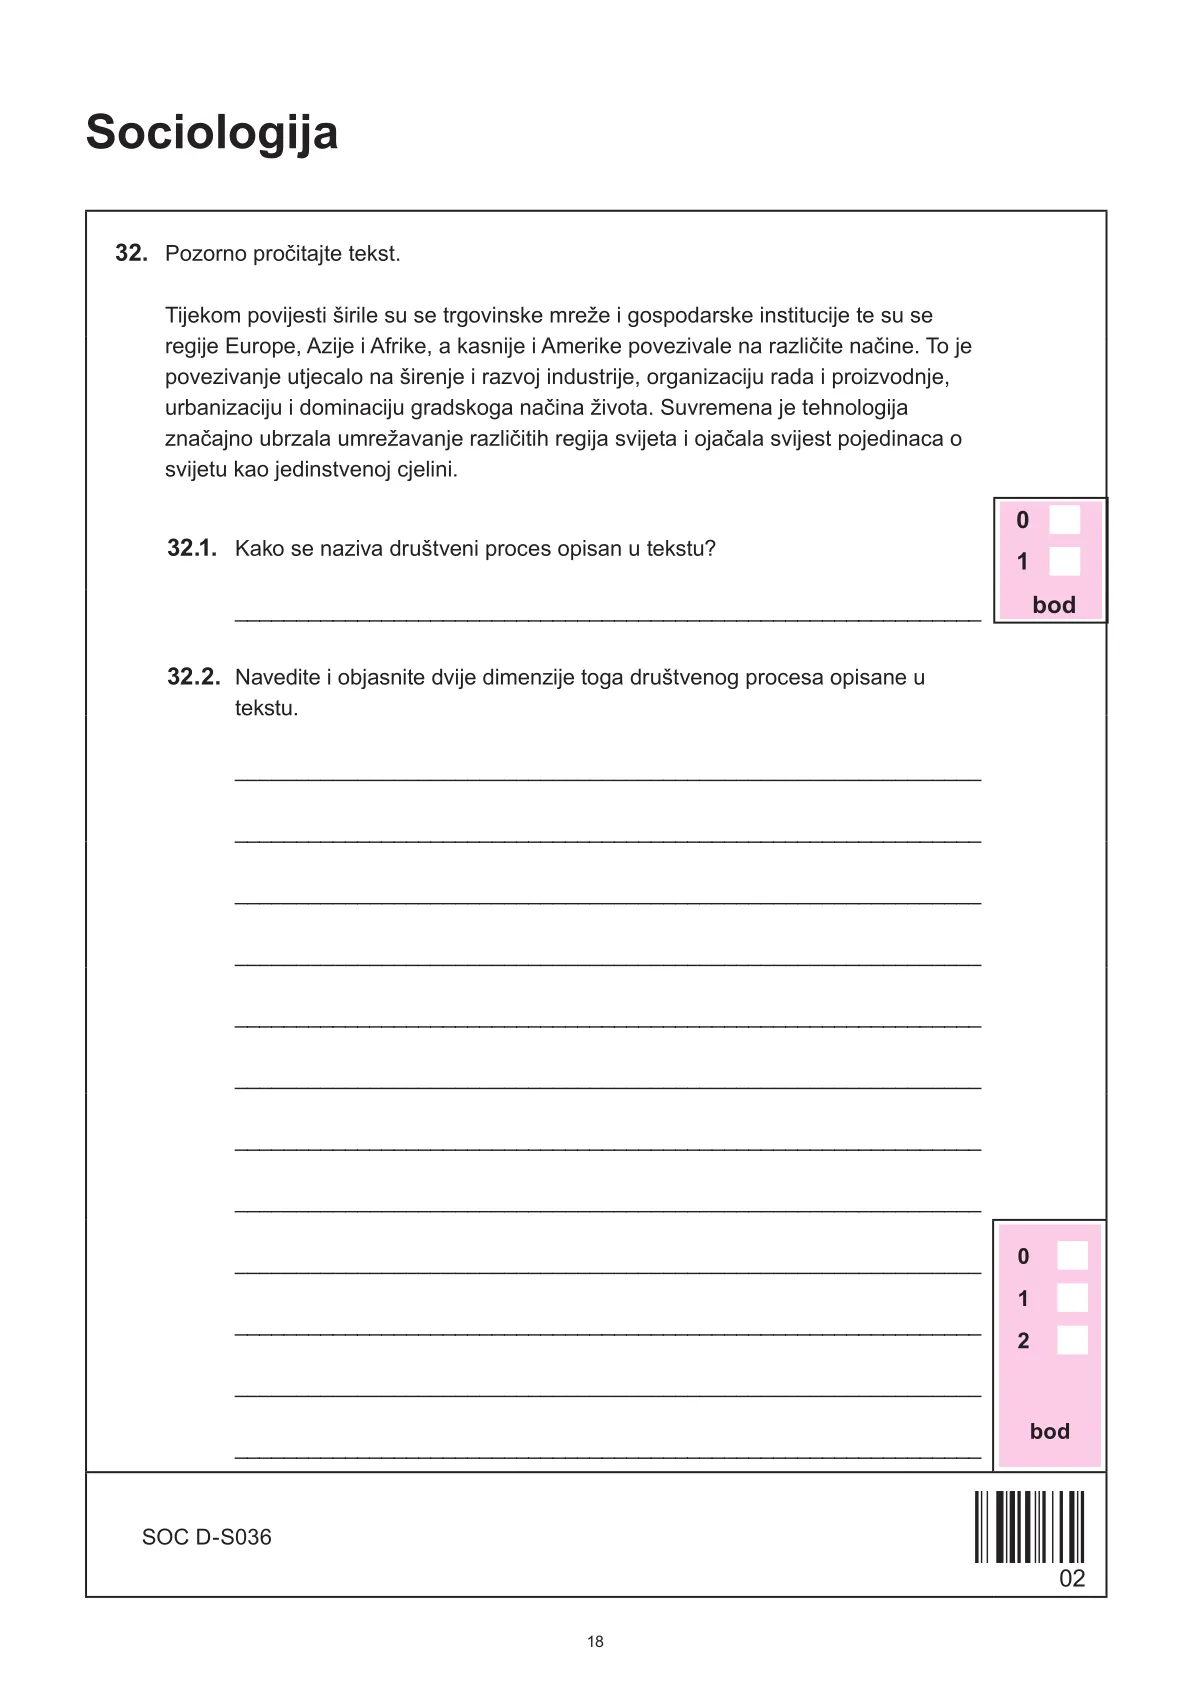 Sociologija
32. Pozorno pročitajte tekst.
Tijekom povijesti širile su se trgovinske mreže i gospodarske institucije te su se
regije Europe, Azije i Afrike, a kasnije i Amerike povezivale na različite načine. To je
povezivanje utjecalo na širenje i razvoj industrije, organizaciju rada i proizvodnje,
urbanizaciju i dominaciju gradskoga načina života. Suvremena je tehnologija
značajno ubrzala umrežavanje različitih regija svijeta i ojačala svijest pojedinaca o
svijetu kao jedinstvenoj cjelini.
32.1. Kako se naziva društveni proces opisan u tekstu?
0
1
bod
32.2. Navedite i objasnite dvije dimenzije toga društvenog procesa opisane u
tekstu.
0
1
2
bod
SOC D-S036
02
18